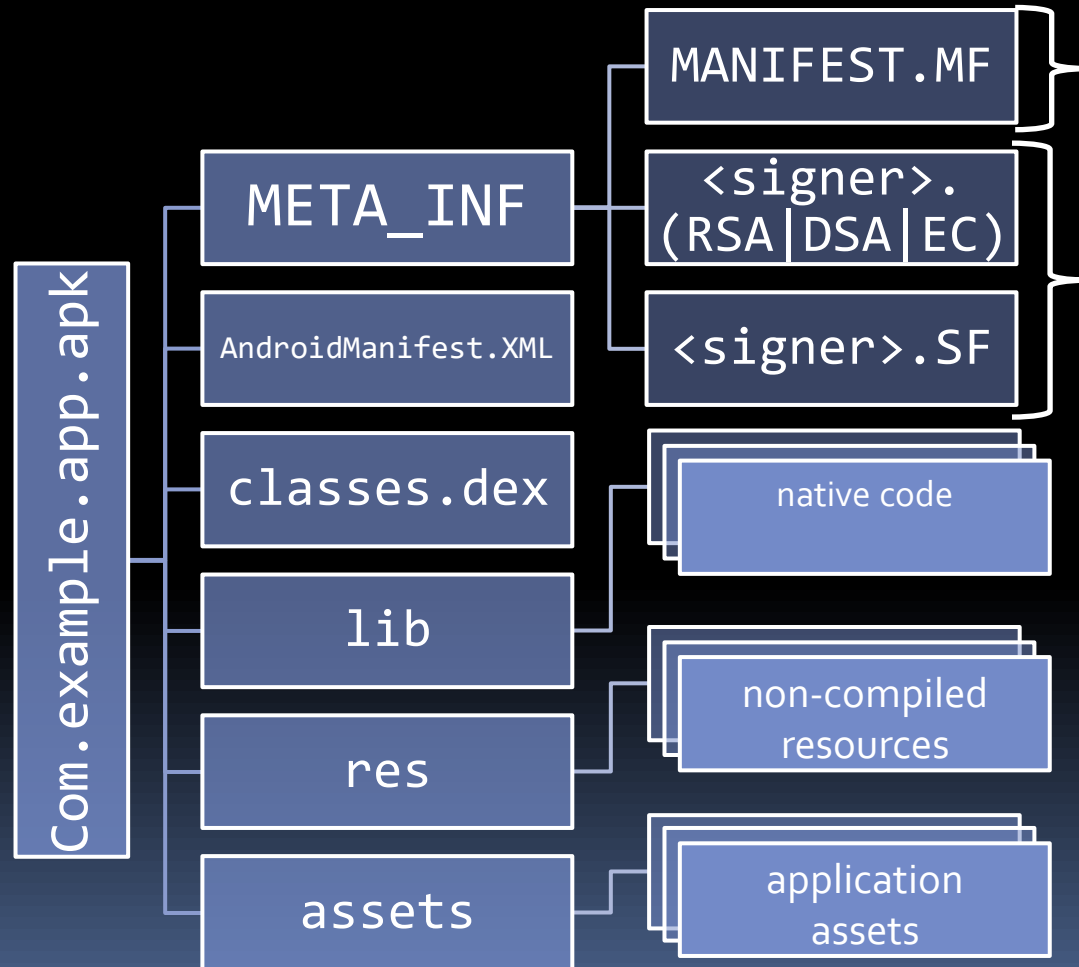 Com.example.app.apk
META_INF
AndroidManifest.XML
classes.dex
lib
res
assets
MANIFEST.MF
<signer>.
(RSA|DSA|EC)
<signer>.SF
native code
non-compiled
resources
application
assets